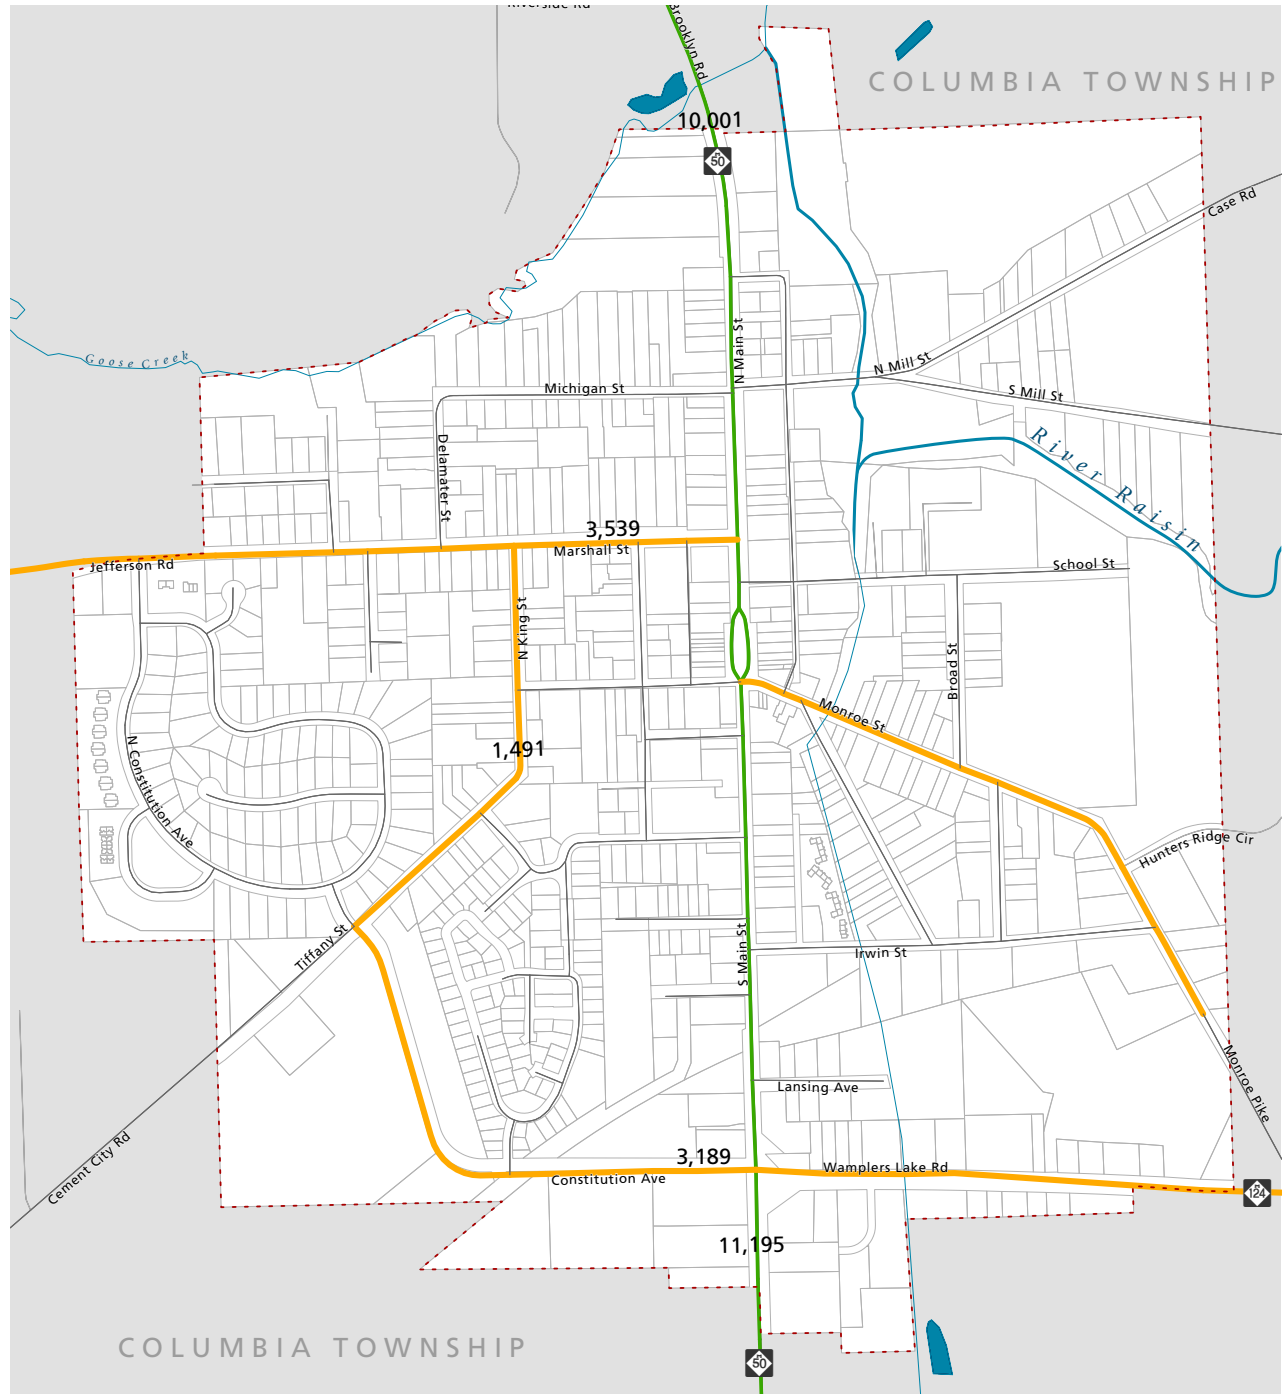 Riverside Rd
Brooklyn Rd
COLUMBIA TOWNSHIP
10,001
M
50
Case Rd
Goose Creek
N Main St
N Mill St
Michigan St
S Mill St
River Raisin
Delamater St
3,539
Marshall St
Jefferson Rd
School St
N King St
Broad St
Monroe St
1,491
N Constitution Ave
Hunters Ridge Cir
Tiffany St
S Main St
Irwin St
Monroe Pike
Lansing Ave
Cement City Rd
3,189
Wamplers Lake Rd
Constitution Ave
M
124
11,195
COLUMBIA TOWNSHIP
M
50